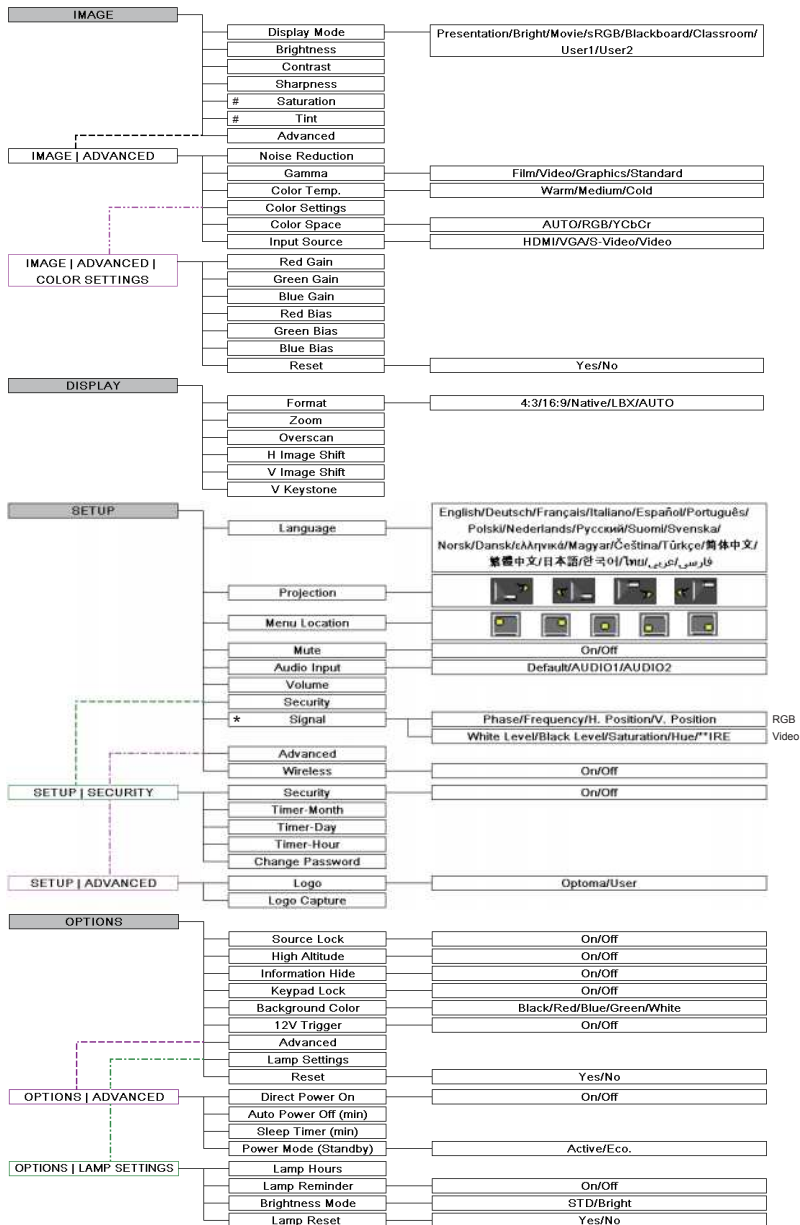 IMAGE
Display Mode
Presentation/Bright/Movie/sRGB/Blackboard/Classroom/
User1/User2
Brightness
Contrast
Sharpness
# Saturation
# Tint
Advanced
IMAGE | ADVANCED
Noise Reduction
Gamma
Film/Video/Graphics/Standard
Color Temp.
Warm/Medium/Cold
Color Settings
Color Space
AUTO/RGB/YCbCr
Input Source
HDMI/VGA/S-Video/Video
IMAGE | ADVANCED |
COLOR SETTINGS
Red Gain
Green Gain
Blue Gain
Red Bias
Green Bias
Blue Bias
Reset
Yes/No
DISPLAY
Format
4:3/16:9/Native/LBX/AUTO
Zoom
Overscan
H Image Shift
V Image Shift
V Keystone
SETUP
Language
English/Deutsch/Français/Italiano/Español/Português/
Polski/Nederlands/Русский/Suomi/Svenska/
Norsk/Dansk/ελληνικά/Magyar/Čeština/Türkçe/简体中文/
繁體中文/日本語/한국어/ไทย/عربي/فارسی
Projection
Menu Location
Mute
On/Off
Audio Input
Default/AUDIO1/AUDIO2
Volume
Security
* Signal
Phase/Frequency/H. Position/V. Position
RGB
White Level/Black Level/Saturation/Hue/**IRE
Video
Advanced
Wireless
On/Off
SETUP | SECURITY
Security
On/Off
Timer-Month
Timer-Day
Timer-Hour
Change Password
SETUP | ADVANCED
Logo
Optoma/User
Logo Capture
OPTIONS
Source Lock
On/Off
High Altitude
On/Off
Information Hide
On/Off
Keypad Lock
On/Off
Background Color
Black/Red/Blue/Green/White
12V Trigger
On/Off
Advanced
Lamp Settings
Reset
Yes/No
OPTIONS | ADVANCED
Direct Power On
On/Off
Auto Power Off (min)
Sleep Timer (min)
Power Mode (Standby)
Active/Eco.
OPTIONS | LAMP SETTINGS
Lamp Hours
Lamp Reminder
On/Off
Brightness Mode
STD/Bright
Lamp Reset
Yes/No